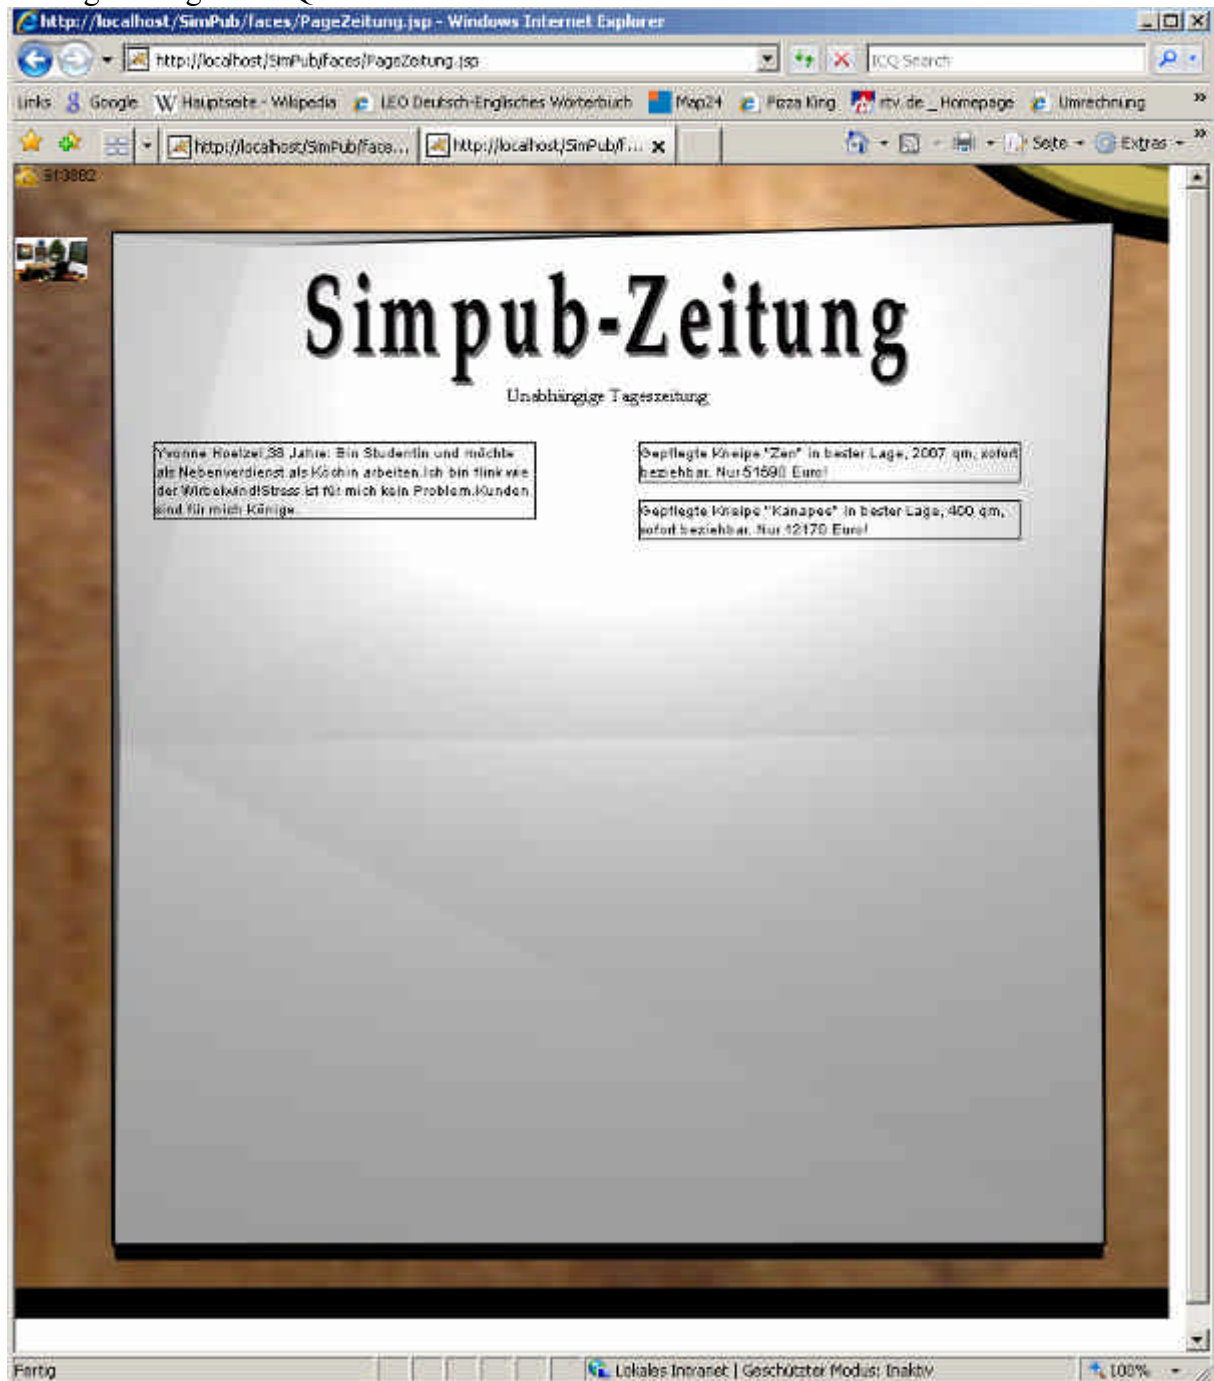 http://localhost/SimPub/faces/PageZeitung.jsp - Windows Internet Explorer
http://localhost/SimPub/faces/PageZeitung.jsp
ICQ Search
Links Google Hauptseite - Wikipedia LEO Deutsch-Englisches Wörterbuch Map24 Pizza King rtv.de _ Homepage Umrechnung »
http://localhost/SimPub/face... http://localhost/SimPub/f... Seite Extras »
913882
Simpub-Zeitung
Unabhängige Tageszeitung
Yvonne Hoelzel,38 Jahre: Bin Studentin und möchte
als Nebenverdienst als Köchin arbeiten.Ich bin flink wie
der Wirbelwind!Stress ist für mich kein Problem.Kunden
sind für mich Könige.
Gepflegte Kneipe "Zen" in bester Lage, 2007 qm, sofort
beziehbar. Nur 51690 Euro!
Gepflegte Kneipe "Kanapee" in bester Lage, 400 qm,
sofort beziehbar. Nur 12170 Euro!
Fertig
Lokales Intranet | Geschützter Modus: Inaktiv
100%